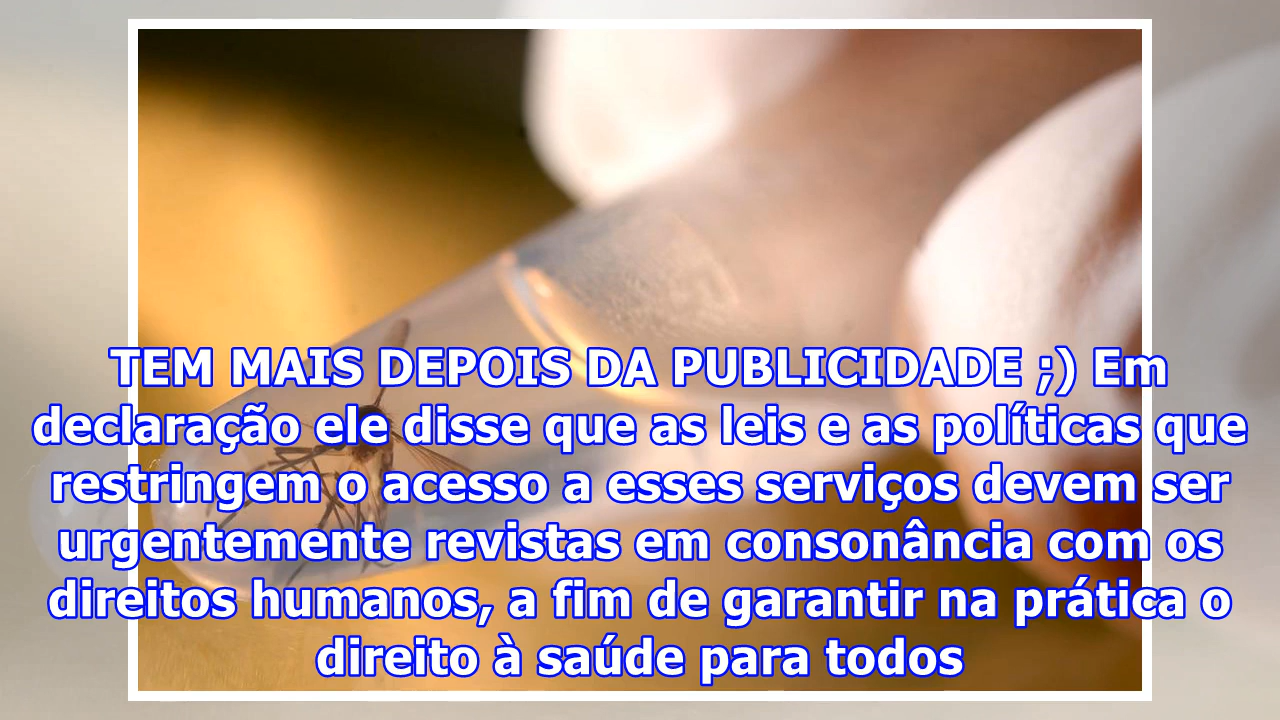 TEM MAIS DEPOIS DA PUBLICIDADE ;) Em
declaração ele disse que as leis e as políticas que
restringem o acesso a esses serviços devem ser
urgentemente revistas em consonância com os
direitos humanos, a fim de garantir na prática o
direito à saúde para todos